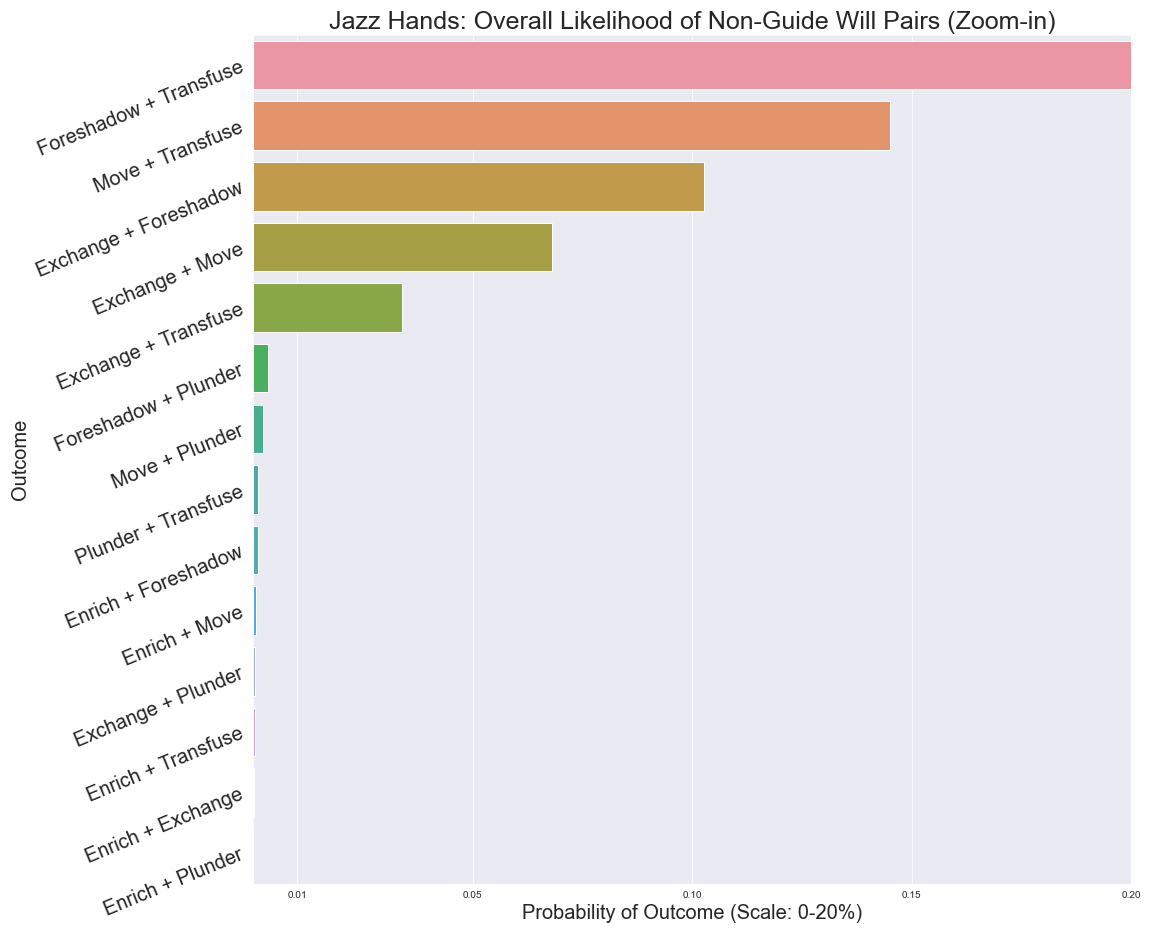 Jazz Hands: Overall Likelihood of Non-Guide Will Pairs (Zoom-in)
Outcome
Foreshadow + Transfuse
Move + Transfuse
Exchange + Foreshadow
Exchange + Move
Exchange + Transfuse
Foreshadow + Plunder
Move + Plunder
Plunder + Transfuse
Enrich + Foreshadow
Enrich + Move
Exchange + Plunder
Enrich + Transfuse
Enrich + Exchange
Enrich + Plunder
0.01 0.05 0.10 0.15 0.20
Probability of Outcome (Scale: 0-20%)